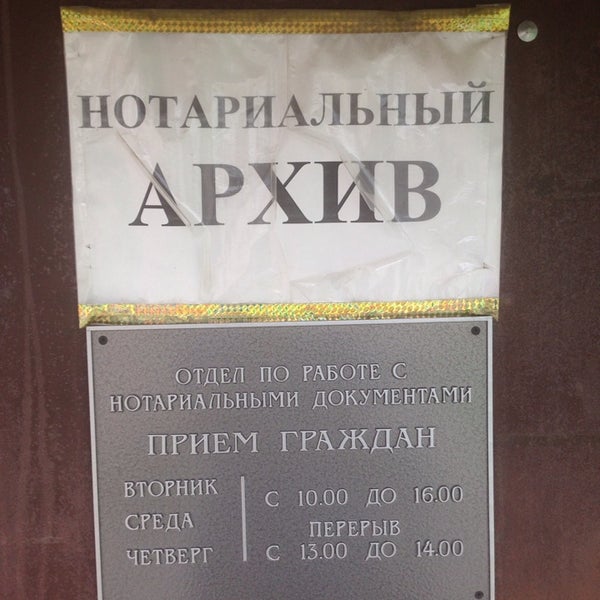 НОТАРИАЛЬНЫЙ
АРХИВ
ОТДЕЛ ПО РАБОТЕ С
НОТАРИАЛЬНЫМИ ДОКУМЕНТАМИ
ПРИЕМ ГРАЖДАН
ВТОРНИК
СРЕДА
ЧЕТВЕРГ
С 10.00 ДО 16.00
ПЕРЕРЫВ
С 13.00 ДО 14.00